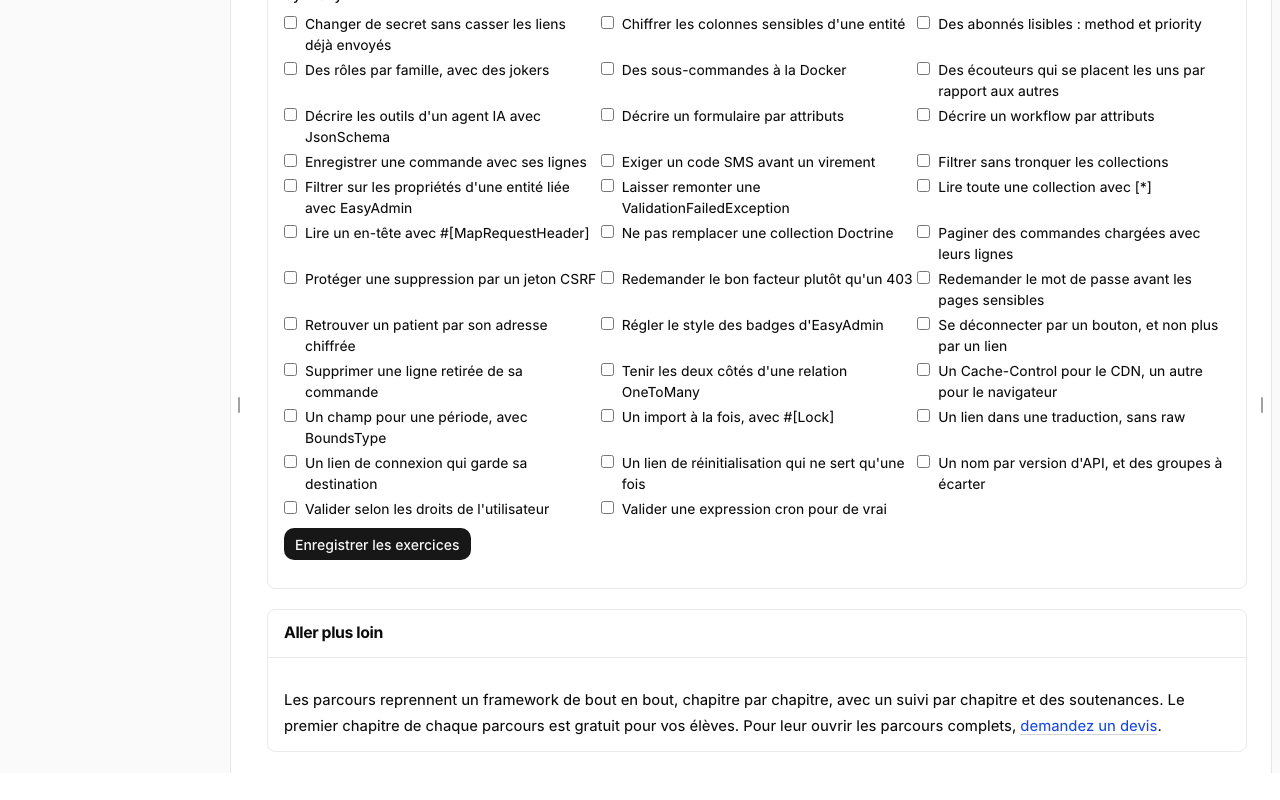 Changer de secret sans casser les liens
déjà envoyés
Chiffrer les colonnes sensibles d'une entité
Des abonnés lisibles : method et priority
Des rôles par famille, avec des jokers
Des sous-commandes à la Docker
Des écouteurs qui se placent les uns par
rapport aux autres
Décrire les outils d'un agent IA avec
JsonSchema
Décrire un formulaire par attributs
Décrire un workflow par attributs
Enregistrer une commande avec ses lignes
Exiger un code SMS avant un virement
Filtrer sans tronquer les collections
Filtrer sur les propriétés d'une entité liée
avec EasyAdmin
Laisser remonter une
ValidationFailedException
Lire toute une collection avec [*]
Lire un en-tête avec #[MapRequestHeader]
Ne pas remplacer une collection Doctrine
Paginer des commandes chargées avec
leurs lignes
Protéger une suppression par un jeton CSRF
Redemander le bon facteur plutôt qu'un 403
Redemander le mot de passe avant les
pages sensibles
Retrouver un patient par son adresse
chiffrée
Régler le style des badges d'EasyAdmin
Se déconnecter par un bouton, et non plus
par un lien
Supprimer une ligne retirée de sa
commande
Tenir les deux côtés d'une relation
OneToMany
Un Cache-Control pour le CDN, un autre
pour le navigateur
Un champ pour une période, avec
BoundsType
Un import à la fois, avec #[Lock]
Un lien dans une traduction, sans raw
Un lien de connexion qui garde sa
destination
Un lien de réinitialisation qui ne sert qu'une
fois
Un nom par version d'API, et des groupes à
écarter
Valider selon les droits de l'utilisateur
Valider une expression cron pour de vrai
Enregistrer les exercices
Aller plus loin
Les parcours reprennent un framework de bout en bout, chapitre par chapitre, avec un suivi par chapitre et des soutenances. Le
premier chapitre de chaque parcours est gratuit pour vos élèves. Pour leur ouvrir les parcours complets, demandez un devis.